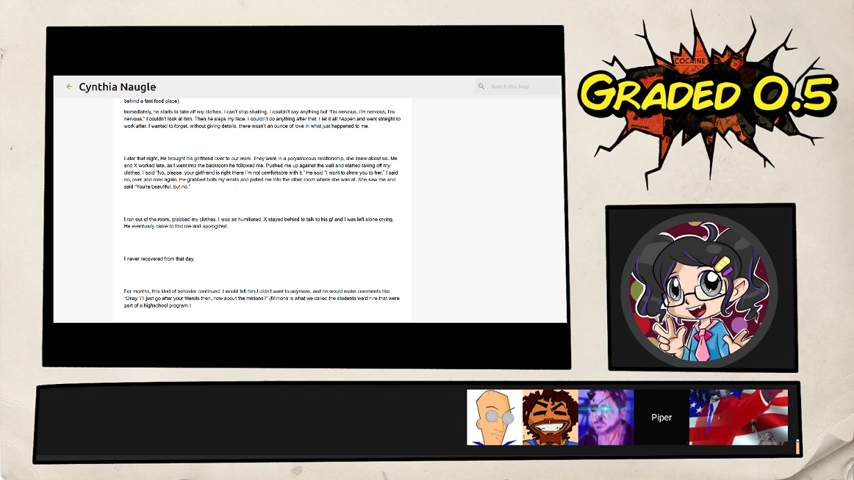 COCAINE
GRADED 0.5
Cynthia Naugle
Search this blog
behind a fast food place).
Immediately, he starts to take off my clothes. I can't stop shaking, I couldn't say anything but "I'm nervous, I'm nervous, I'm
nervous." I couldn't look at him. Then he slaps my face. I couldn't do anything after that. I let it all happen and went straight to
work after. I wanted to forget, without giving details, there wasn't an ounce of love in what just happened to me.
Later that night, He brought his girlfriend over to our work. They were in a polyamorous relationship, she knew about us. Me
and X worked late, as I went into the backroom he followed me. Pushed me up against the wall and started taking off my
clothes. I said "No, please your girlfriend is right there I'm not comfortable with it." He said "I want to show you to her." I said
no, over and over again. He grabbed both my wrists and pulled me into the other room where she was at. She saw me and
said "You're beautiful, but no."
I ran out of the room, grabbed my clothes. I was so humiliated. X stayed behind to talk to his gf and I was left alone crying.
He eventually came to find me and apologized.
I never recovered from that day.
For months, this kind of behavior continued. I would tell him I didn't want to anymore, and he would make comments like
"Okay. I'll just go after your friends then, how about the minions?" (Minions is what we called the students we'd hire that were
part of a highschool program.)
Piper